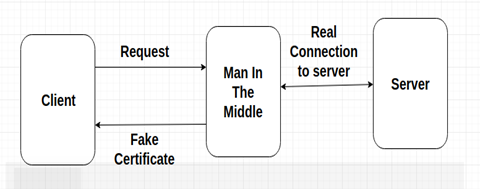 Client
Request
Fake
Certificate
Man In
The
Middle
Real
Connection
to server
Server